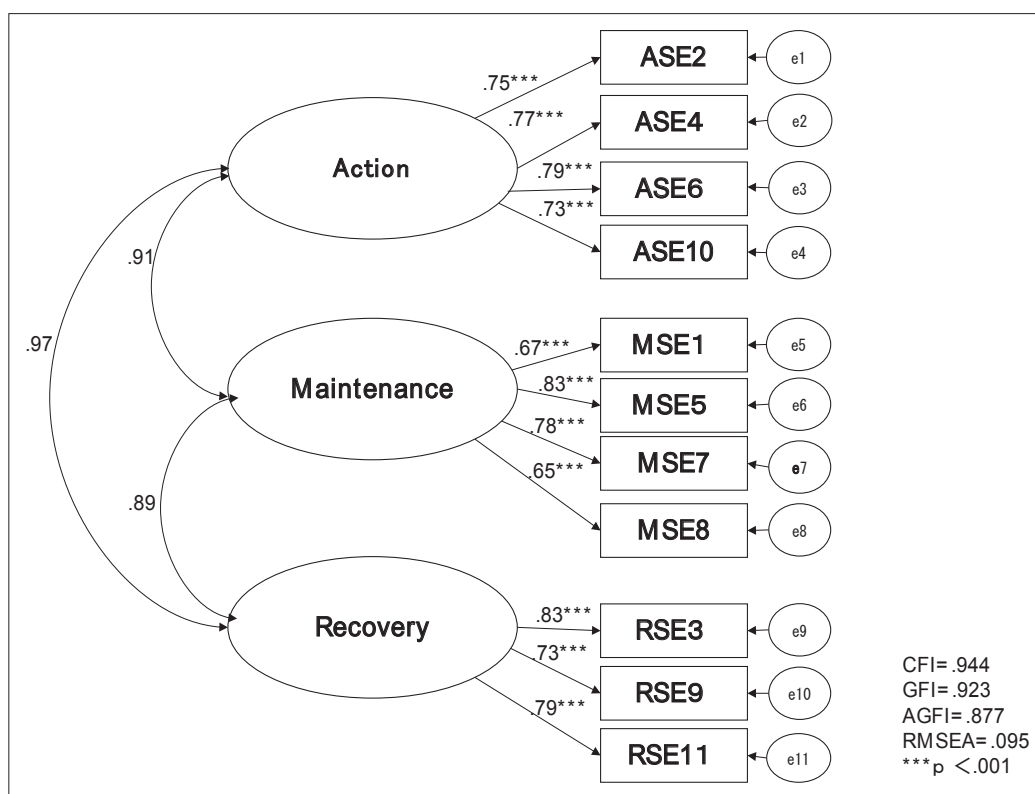 ASE2
e1
.75***
ASE4
e2
.77***
Action
.79***
ASE6
e3
.73***
ASE10
e4
.91
.97
.67***
MSE1
e5
Maintenance
.83***
MSE5
e6
.78***
MSE7
e7
.65***
MSE8
e8
.89
Recovery
.83***
RSE3
e9
.73***
RSE9
e10
.79***
RSE11
e11
CFI= .944
GFI= .923
AGFI= .877
RMSEA= .095
***p <.001